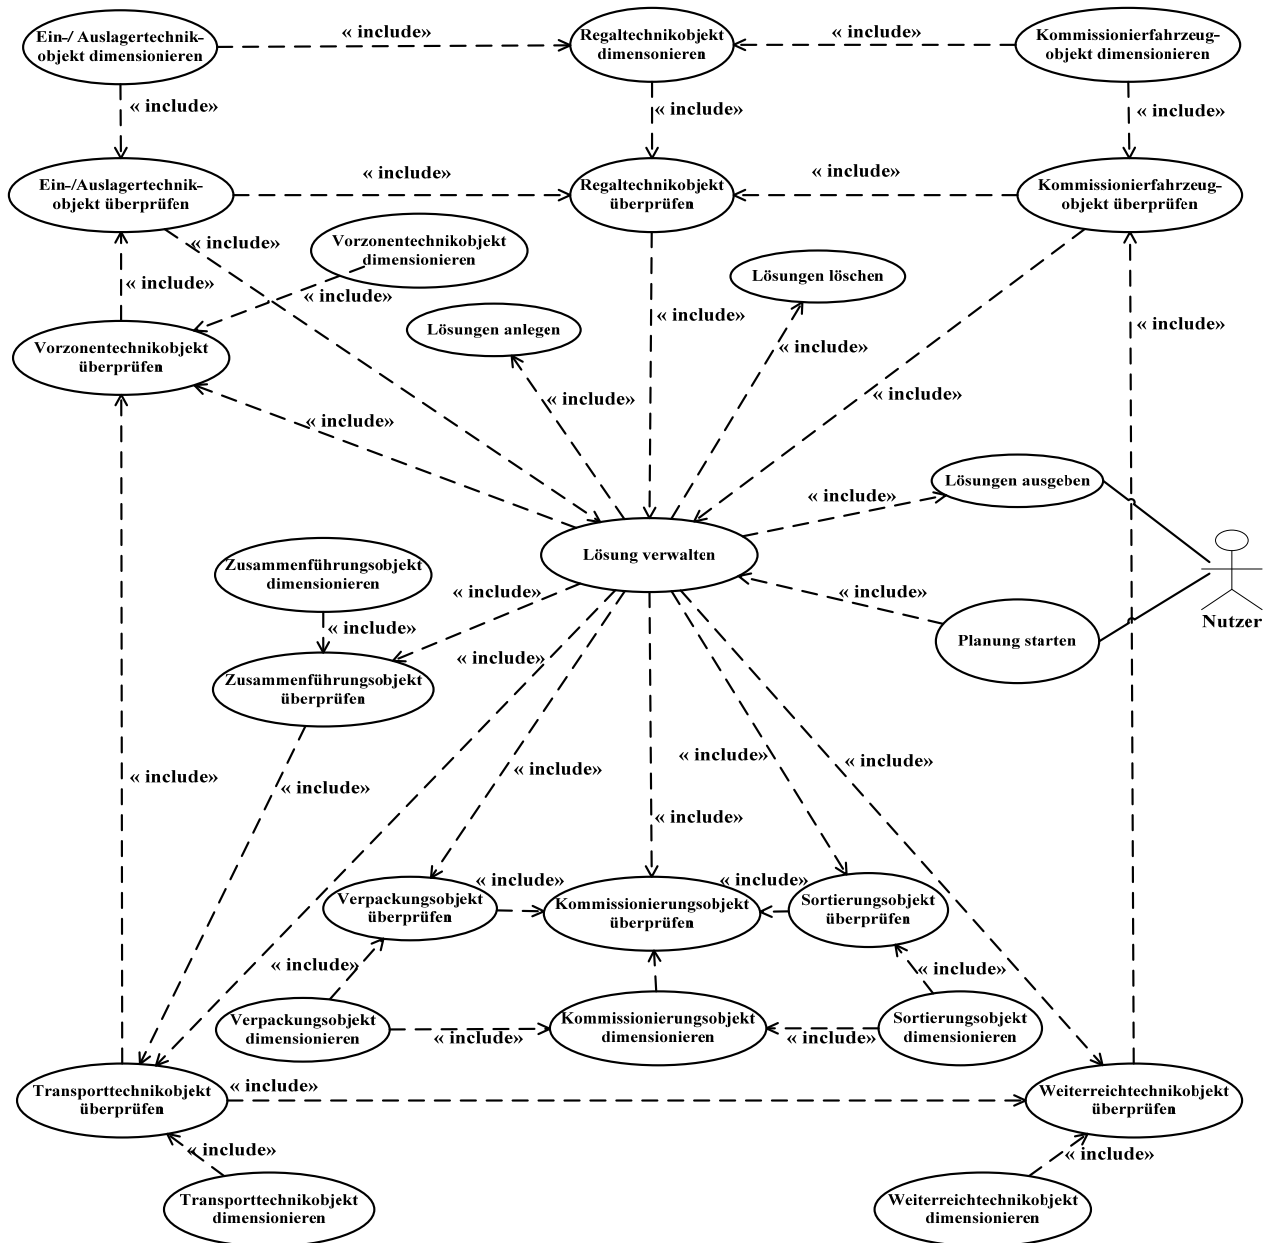 Ein-/ Auslagertechnik-
objekt dimensionieren
« include»
Regaltechnikobjekt
dimensonieren
« include»
Kommissionierfahrzeug-
objekt dimensionieren
« include»
« include»
« include»
Ein-/Auslagertechnik-
objekt überprüfen
« include»
Regaltechnikobjekt
überprüfen
« include»
Kommissionierfahrzeug-
objekt überprüfen
« include»
Vorzonentechnikobjekt
dimensionieren
« include»
« include»
Lösungen löschen
« include»
« include»
Lösungen anlegen
Vorzonentechnikobjekt
überprüfen
« include»
« include»
« include»
« include»
« include»
Lösungen ausgeben
« include»
Lösung verwalten
Zusammenführungsobjekt
dimensionieren
« include»
« include»
Nutzer
« include»
Planung starten
« include»
Zusammenführungsobjekt
überprüfen
« include»
« include»
« include»
« include»
« include»
« include»
« include»
« include»
Verpackungsobjekt
überprüfen
Kommissionierungsobjekt
überprüfen
Sortierungsobjekt
überprüfen
« include»
« include»
Verpackungsobjekt
dimensionieren
« include»
Kommissionierungsobjekt
dimensionieren
« include»
Sortierungsobjekt
dimensionieren
Transporttechnikobjekt
überprüfen
« include»
Weiterreichtechnikobjekt
überprüfen
« include»
« include»
Transporttechnikobjekt
dimensionieren
Weiterreichtechnikobjekt
dimensionieren